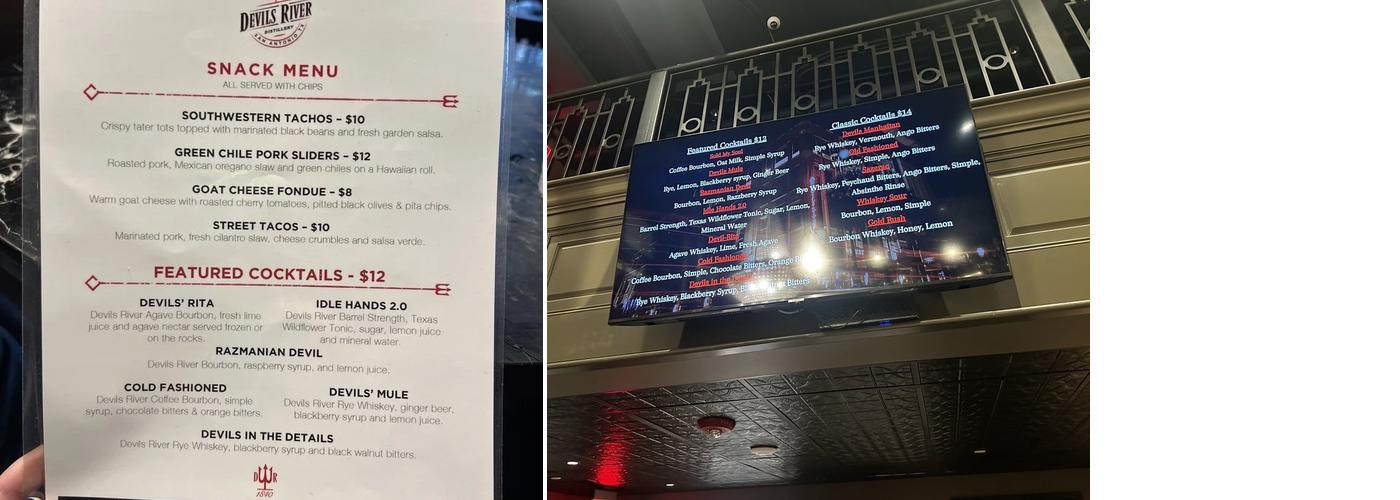 DEVILS RIVER
DISTILLERY
SAN ANTONIO, TX
SNACK MENU
ALL SERVED WITH CHIPS
SOUTHWESTERN TACHOS – $10
Crispy tater tots topped with marinated black beans and fresh garden salsa.
GREEN CHILE PORK SLIDERS – $12
Roasted pork, Mexican oregano slaw and green chiles on a Hawaiian roll.
GOAT CHEESE FONDUE – $8
Warm goat cheese with roasted cherry tomatoes, pitted black olives & pita chips.
STREET TACOS – $10
Marinated pork, fresh cilantro slaw, cheese crumbles and salsa verde.
FEATURED COCKTAILS - $12
DEVILS' RITA
Devils River Agave Bourbon, fresh lime
juice and agave nectar served frozen or
on the rocks.
IDLE HANDS 2.0
Devils River Barrel Strength, Texas
Wildflower Tonic, sugar, lemon juice
and mineral water.
RAZMANIAN DEVIL
Devils River Bourbon, raspberry syrup, and lemon juice.
COLD FASHIONED
Devils River Coffee Bourbon, simple
syrup, chocolate bitters & orange bitters.
DEVILS' MULE
Devils River Rye Whiskey, ginger beer,
blackberry syrup and lemon juice.
DEVILS IN THE DETAILS
Devils River Rye Whiskey, blackberry syrup and black walnut bitters.
D R
1840
Featured Cocktails $12
Sold My Soul
Coffee Bourbon, Oat Milk, Simple Syrup
Devils Mule
Rye, Lemon, Blackberry syrup, Ginger Beer
Razmanian Devil
Bourbon, Lemon, Razzberry Syrup
Idle Hands 2.0
Barrel Strength, Texas Wildflower Tonic, Sugar, Lemon,
Mineral Water
Devil-Rita
Agave Whiskey, Lime, Fresh Agave
Cold Fashioned
Coffee Bourbon, Simple, Chocolate Bitters, Orange
Devils in the
Rye Whiskey, Blackberry Syrup, Bitters
Classic Cocktails $14
Devils Manhattan
Rye Whiskey, Vermouth, Ango Bitters
Old Fashioned
Rye Whiskey, Simple, Ango Bitters
Sazerac
Rye Whiskey, Peychaud Bitters, Ango Bitters, Simple,
Absinthe Rinse
Whiskey Sour
Bourbon, Lemon, Simple
Gold Rush
Bourbon Whiskey, Honey, Lemon